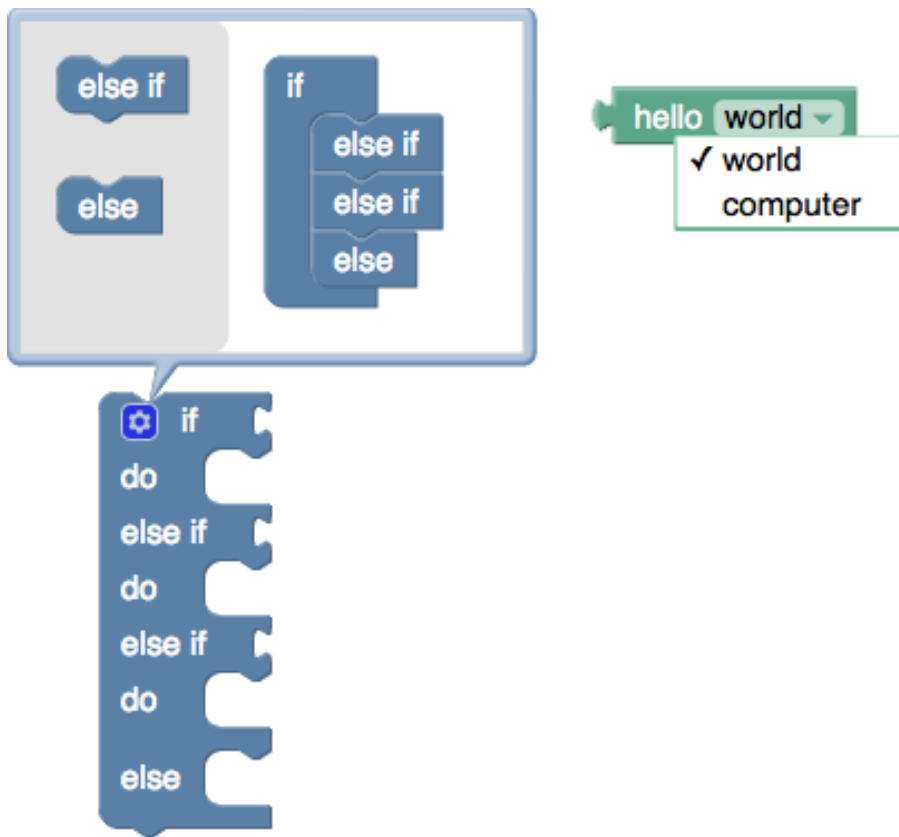 else if
else
if
else if
else if
else
hello world
✓ world
computer
if
do
else if
do
else if
do
else